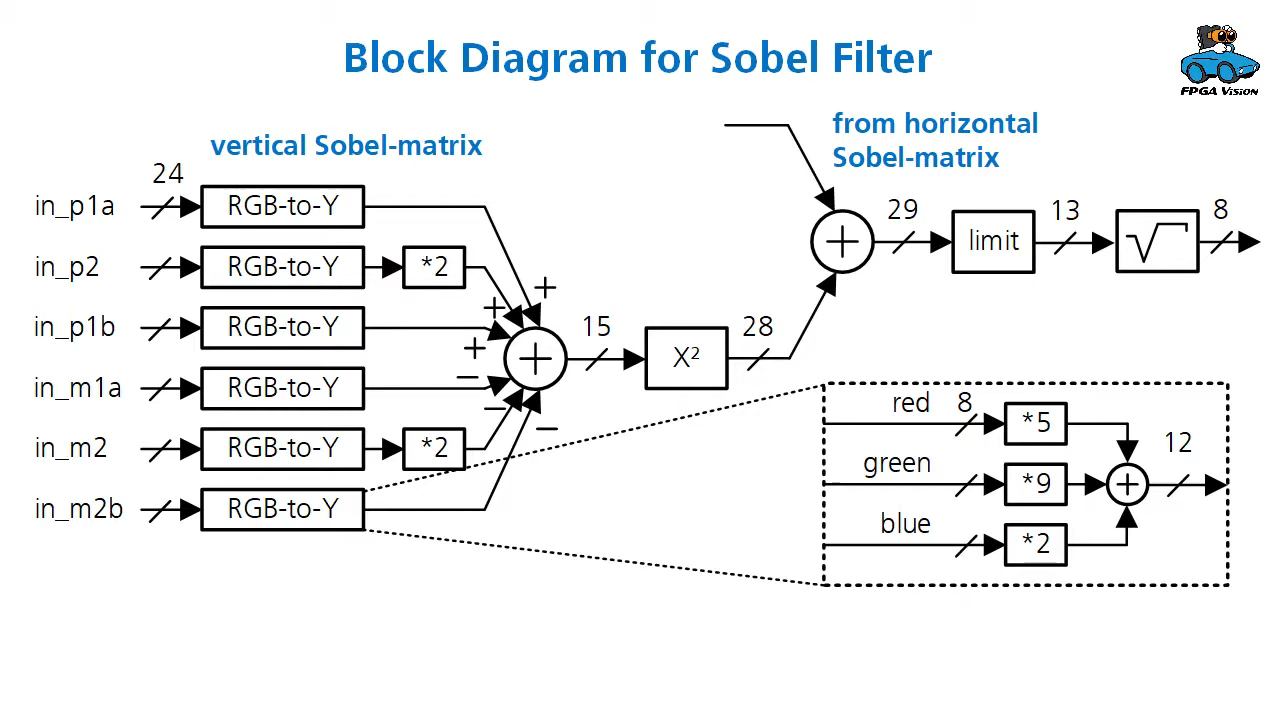 Block Diagram for Sobel Filter
FPGA Vision
vertical Sobel-matrix
from horizontal
Sobel-matrix
24
in_p1a
RGB-to-Y
in_p2
RGB-to-Y
*2
in_p1b
RGB-to-Y
in_m1a
RGB-to-Y
in_m2
RGB-to-Y
*2
in_m2b
RGB-to-Y
+
+
+
−
−
−
+
15
X²
28
+
29
limit
13
√
8
red
8
*5
green
*9
blue
*2
+
12